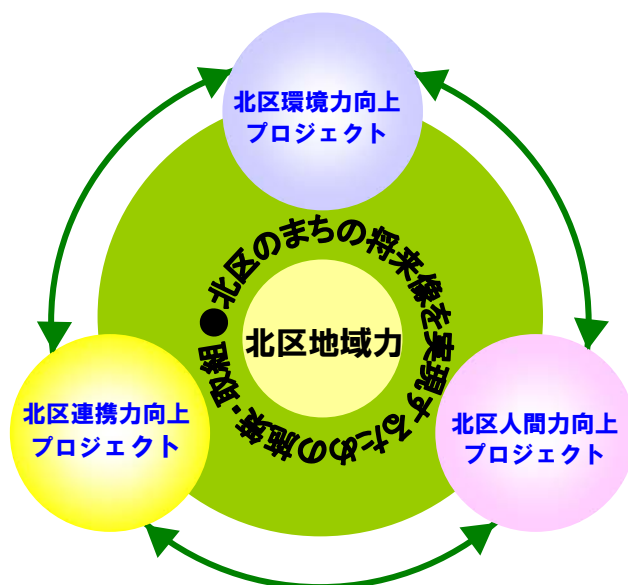 北区環境力向上
プロジェクト
●北区のまちの将来像を実現するための施策・取組
北区地域力
北区連携力向上
プロジェクト
北区人間力向上
プロジェクト